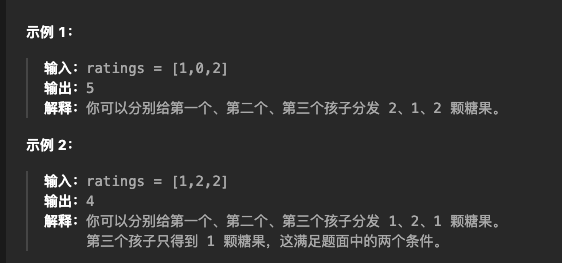 示例 1：
输入：ratings = [1,0,2]
输出：5
解释：你可以分别给第一个、第二个、第三个孩子分发 2、1、2 颗糖果。
示例 2：
输入：ratings = [1,2,2]
输出：4
解释：你可以分别给第一个、第二个、第三个孩子分发 1、2、1 颗糖果。
第三个孩子只得到 1 颗糖果，这满足题面中的两个条件。